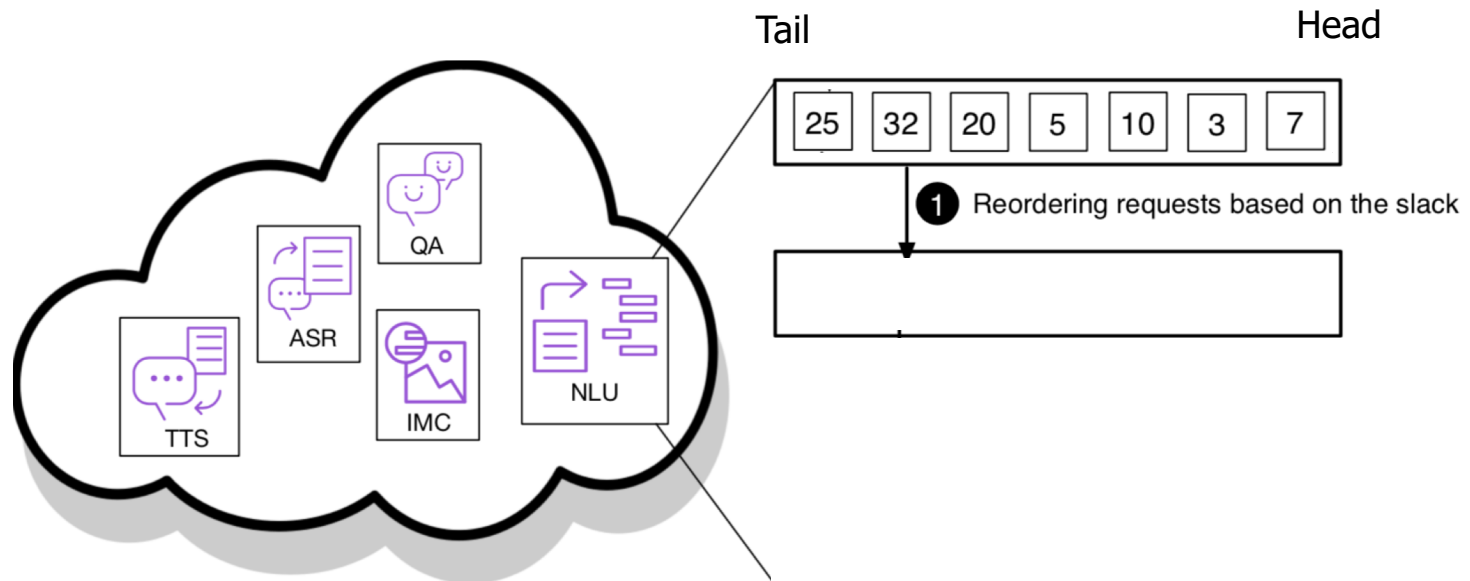 Tail Head
25 32 20 5 10 3 7
1 Reordering requests based on the slack
QA
ASR
NLU
IMC
TTS